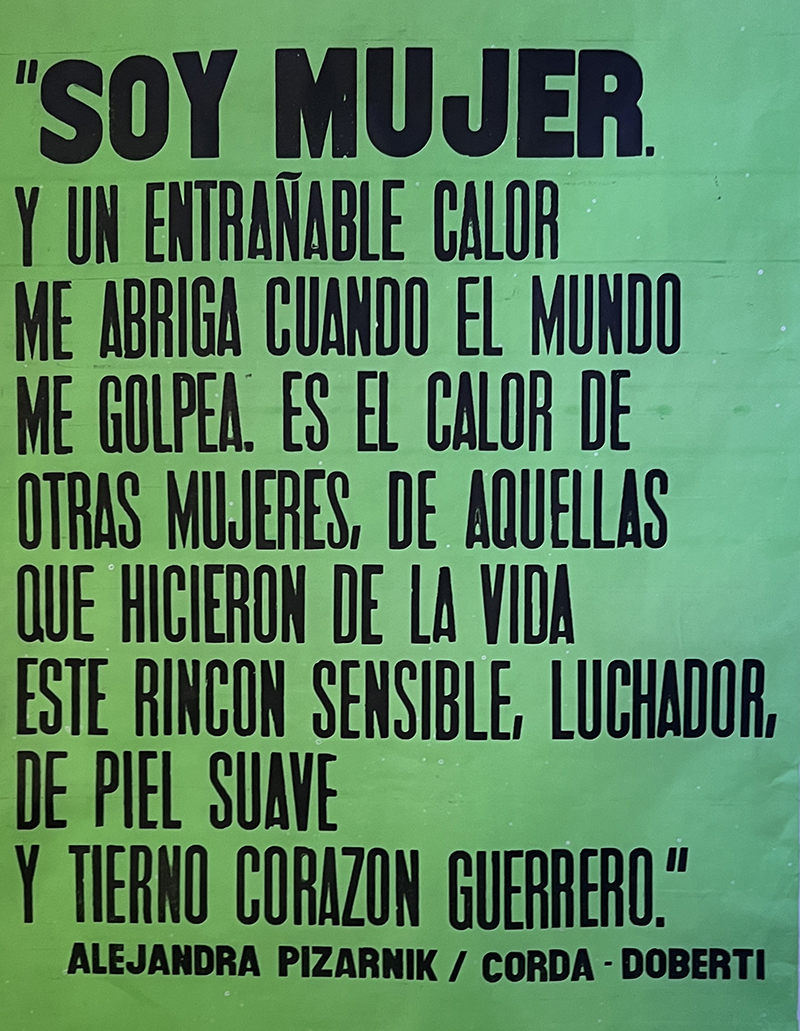 "SOY MUJER.
Y UN ENTRAÑABLE CALOR
ME ABRIGA CUANDO EL MUNDO
ME GOLPEA. ES EL CALOR DE
OTRAS MUJERES, DE AQUELLAS
QUE HICIERON DE LA VIDA
ESTE RINCON SENSIBLE, LUCHADOR,
DE PIEL SUAVE
Y TIERNO CORAZON GUERRERO."
ALEJANDRA PIZARNIK / CORDA - DOBERTI